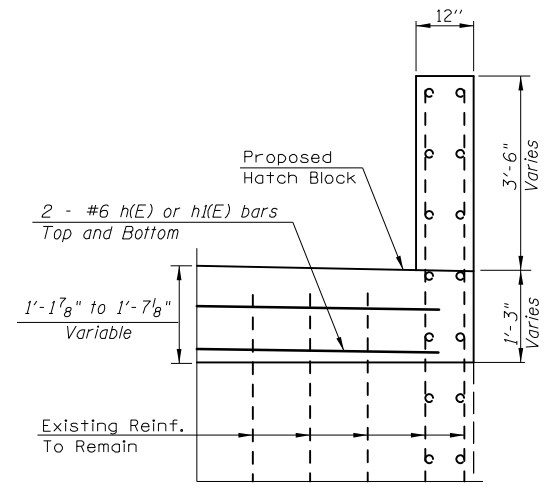 12"
Proposed
Hatch Block
3'-6"
Varies
2 - #6 h(E) or h1(E) bars
Top and Bottom
1'-1⅞" to 1'-7⅛"
Variable
1'-3"
Varies
Existing Reinf.
To Remain